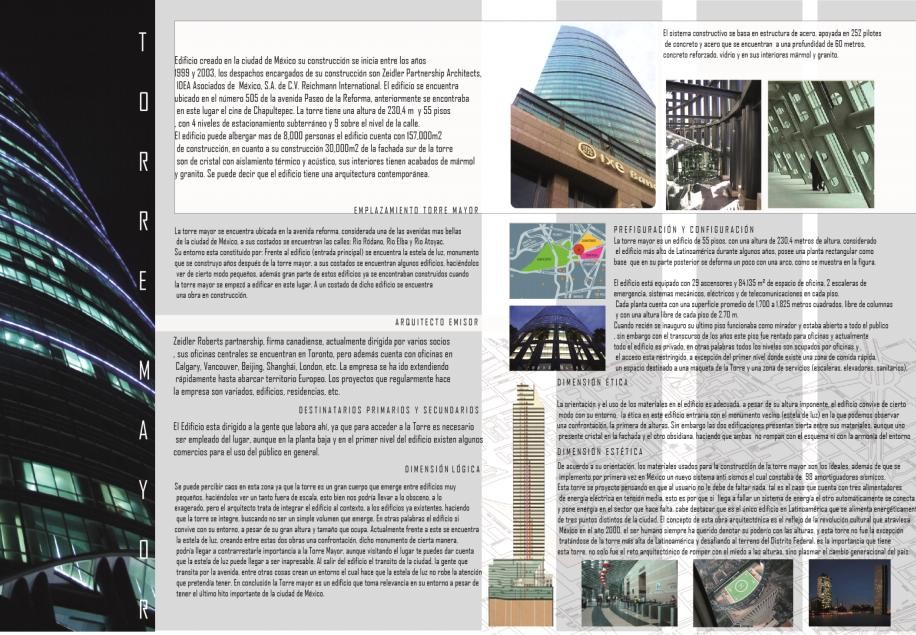 TORRE MAYOR
Edificio creado en la ciudad de México su construcción se inicia entre los años
1999 y 2003, los despachos encargados de su construcción son Zeidler Partnership Architects,
IDEA Asociados de México, S.A. de C.V. Reichmann International. El edificio se encuentra
ubicado en el número 505 de la avenida Paseo de la Reforma, anteriormente se encontraba
en este lugar el cine de Chapultepec. La torre tiene una altura de 230,4 m y 55 pisos
, con 4 niveles de estacionamiento subterráneo y 9 sobre el nivel de la calle.
El edificio puede albergar mas de 8,000 personas el edificio cuenta con 157,000m2
de construcción, en cuanto a su construcción 30,000m2 de la fachada sur de la torre
son de cristal con aislamiento térmico y acústico, sus interiores tienen acabados de mármol
y granito. Se puede decir que el edificio tiene una arquitectura contemporánea.
EMPLAZAMIENTO TORRE MAYOR
La torre mayor se encuentra ubicada en la avenida reforma, considerada una de las avenidas mas bellas
de la ciudad de México, a sus costados se encuentran las calles: Río Ródano, Río Elba y Río Atoyac.
Su entorno esta constituido por: Frente al edificio (entrada principal) se encuentra la estela de luz, monumento
que se construyo años después de la torre mayor, a sus costados se encuentran algunos edificios, haciéndolos
ver de cierto modo pequeños, además gran parte de estos edificios ya se encontraban construidos cuando
la torre mayor se empezó a edificar en este lugar. A un costado de dicho edificio se encuentra
una obra en construcción.
ARQUITECTO EMISOR
Zeidler Roberts partnership, firma canadiense, actualmente dirigida por varios socios
, sus oficinas centrales se encuentran en Toronto, pero además cuenta con oficinas en
Calgary, Vancouver, Beijing, Shanghái, London, etc. La empresa se ha ido extendiendo
rápidamente hasta abarcar territorio Europeo. Los proyectos que regularmente hace
la empresa son variados, edificios, residencias, etc.
DESTINATARIOS PRIMARIOS Y SECUNDARIOS
El Edificio esta dirigido a la gente que labora ahí, ya que para acceder a la Torre es necesario
ser empleado del lugar, aunque en la planta baja y en el primer nivel del edificio existen algunos
comercios para el uso del público en general.
DIMENSIÓN LÓGICA
Se puede percibir caos en esta zona ya que la torre es un gran cuerpo que emerge entre edificios muy
pequeños, haciéndolos ver un tanto fuera de escala, esto bien nos podría llevar a lo obsceno, a lo
exagerado, pero el arquitecto trata de integrar el edificio al contexto, a los edificios ya existentes, haciendo
que la torre se integre, buscando no ser un simple volumen que emerge. En otras palabras el edificio si
convive con su entorno, a pesar de su gran altura y tamaño que ocupa. Actualmente frente a este se encuentra
la estela de luz, creando entre estas dos obras una confrontación, dicho monumento de cierta manera,
podría llegar a contrarrestarle importancia a la Torre Mayor, aunque visitando el lugar te puedes dar cuenta
que la estela de luz puede llegar a ser inapresable. Al salir del edificio el transito de la ciudad, la gente que
transita por la avenida, entre otras cosas crean un entorno el cual hace que la estela de luz no robe la atención
que pretendía tener. En conclusión la Torre mayor es un edificio que toma relevancia en su entorno a pesar de
tener el último hito importante de la ciudad de México.
El sistema constructivo se basa en estructura de acero, apoyada en 252 pilotes
de concreto y acero que se encuentran a una profundidad de 60 metros,
concreto reforzado, vidrio y en sus interiores mármol y granito.
IXE Banco
PREFIGURACIÓN Y CONFIGURACIÓN
La torre mayor es un edificio de 55 pisos, con una altura de 230.4 metros de altura, considerado
el edificio más alto de Latinoamérica durante algunos años, posee una planta rectangular como
base que en su parte posterior se deforma un poco con una arco, como se muestra en la figura.
El edificio está equipado con 29 ascensores y 84,135 m² de espacio de oficina, 2 escaleras de
emergencia, sistemas mecánicos, eléctricos y de telecomunicaciones en cada piso.
Cada planta cuenta con una superficie promedio de 1,700 a 1,825 metros cuadrados, libre de columnas
y con una altura libre de cada piso de 2.70 m.
Cuando recién se inauguro su último piso funcionaba como mirador y estaba abierto a todo el publico
, sin embargo con el transcurso de los años este piso fue rentado para oficinas y actualmente
todo el edificio es privado, en otras palabras todos los niveles son ocupados por oficinas y
el acceso esta restringido, a excepción del primer nivel donde existe una zona de comida rápida,
un espacio destinado a una maqueta de la Torre y una zona de servicios (escaleras, elevadores, sanitarios).
DIMENSIÓN ÉTICA
La orientación y el uso de los materiales en el edificio es adecuada, a pesar de su altura imponente, el edificio convive de cierto
modo con su entorno, la ética en este edificio entraría con el monumento vecino (estela de luz) en la que podemos observar
una confrontación, la primera de alturas. Sin embargo las dos edificaciones presentan cierta entre sus materiales, aunque uno
presente cristal en la fachada y el otro obsidiana, haciendo que ambas no rompan con el esquema ni con la armonía del entorno.
DIMENSIÓN ESTÉTICA
De acuerdo a su orientación, los materiales usados para la construcción de la torre mayor son los ideales, además de que se
implemento por primera vez en México un nuevo sistema anti sismos el cual constaba de 98 amortiguadores sísmicos.
Esta torre se proyecto pensando en que al usuario no le debe de faltar nada, tal es el caso que cuenta con tres alimentadores
de energía eléctrica en tensión media, esto es por que si llega a fallar un sistema de energía el otro automáticamente se conecta
y pone energía en el sector que hace falta, cabe destacar que es el único edificio en Latinoamérica que se alimenta energéticamente
de tres puntos distintos de la ciudad. El concepto de esta obra arquitectónica es el reflejo de la revolución cultural que atraviesa
México en el año 2000, el ser humano siempre ha querido denotar su poderío con las alturas, y esta torre no fue la excepción
tratándose de la torre más alta de Latinoamérica y desafiando al terreno del Distrito Federal, es la importancia que tiene
esta torre, no solo fue el reto arquitectónico de romper con el miedo a las alturas, sino plasmar el cambio generacional del país.